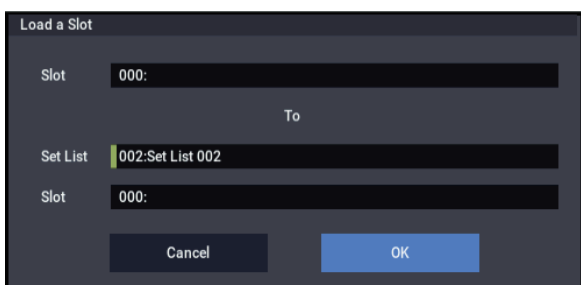 Load a Slot
Slot 000:
To
Set List 002:Set List 002
Slot 000:
Cancel OK